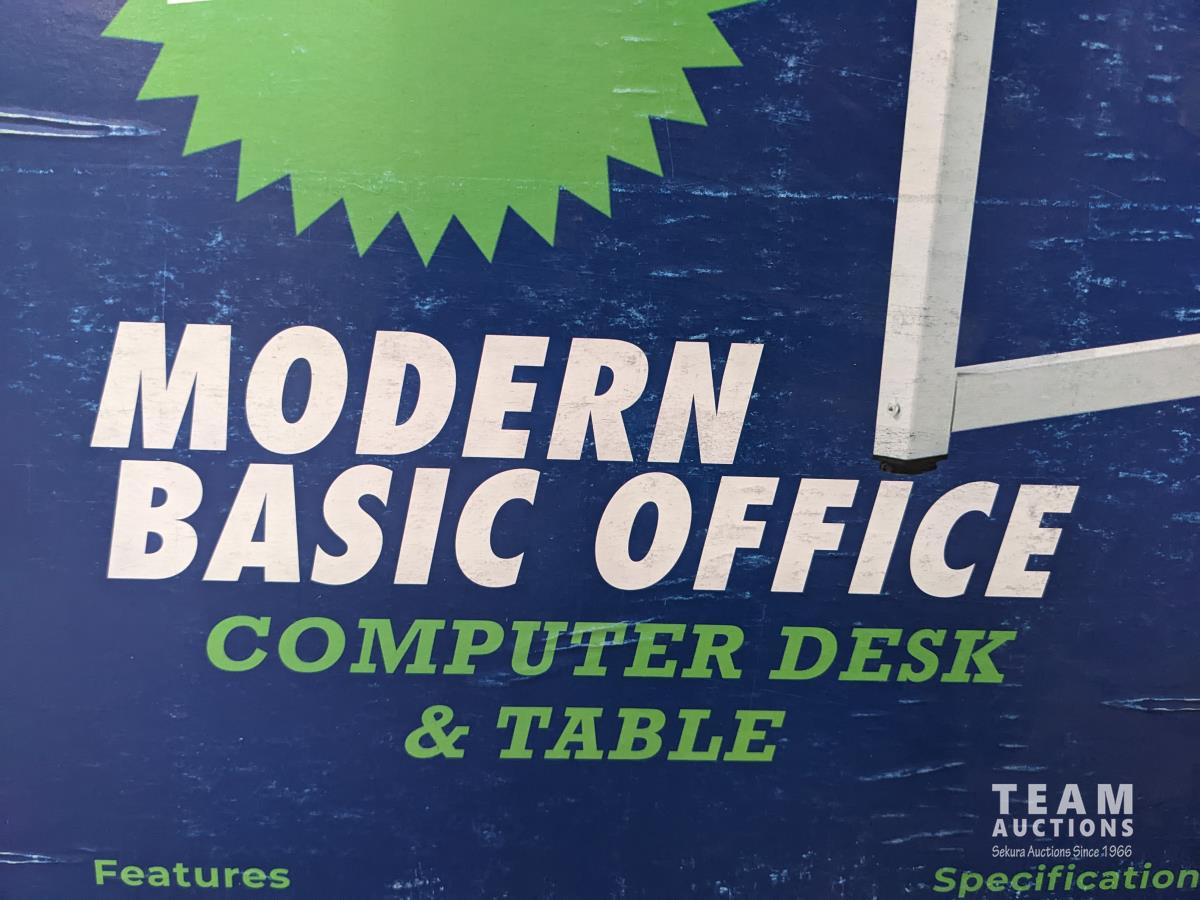 MODERN
BASIC OFFICE
COMPUTER DESK
& TABLE
TEAM
AUCTIONS
Sekura Auctions Since 1966
Features
Specification